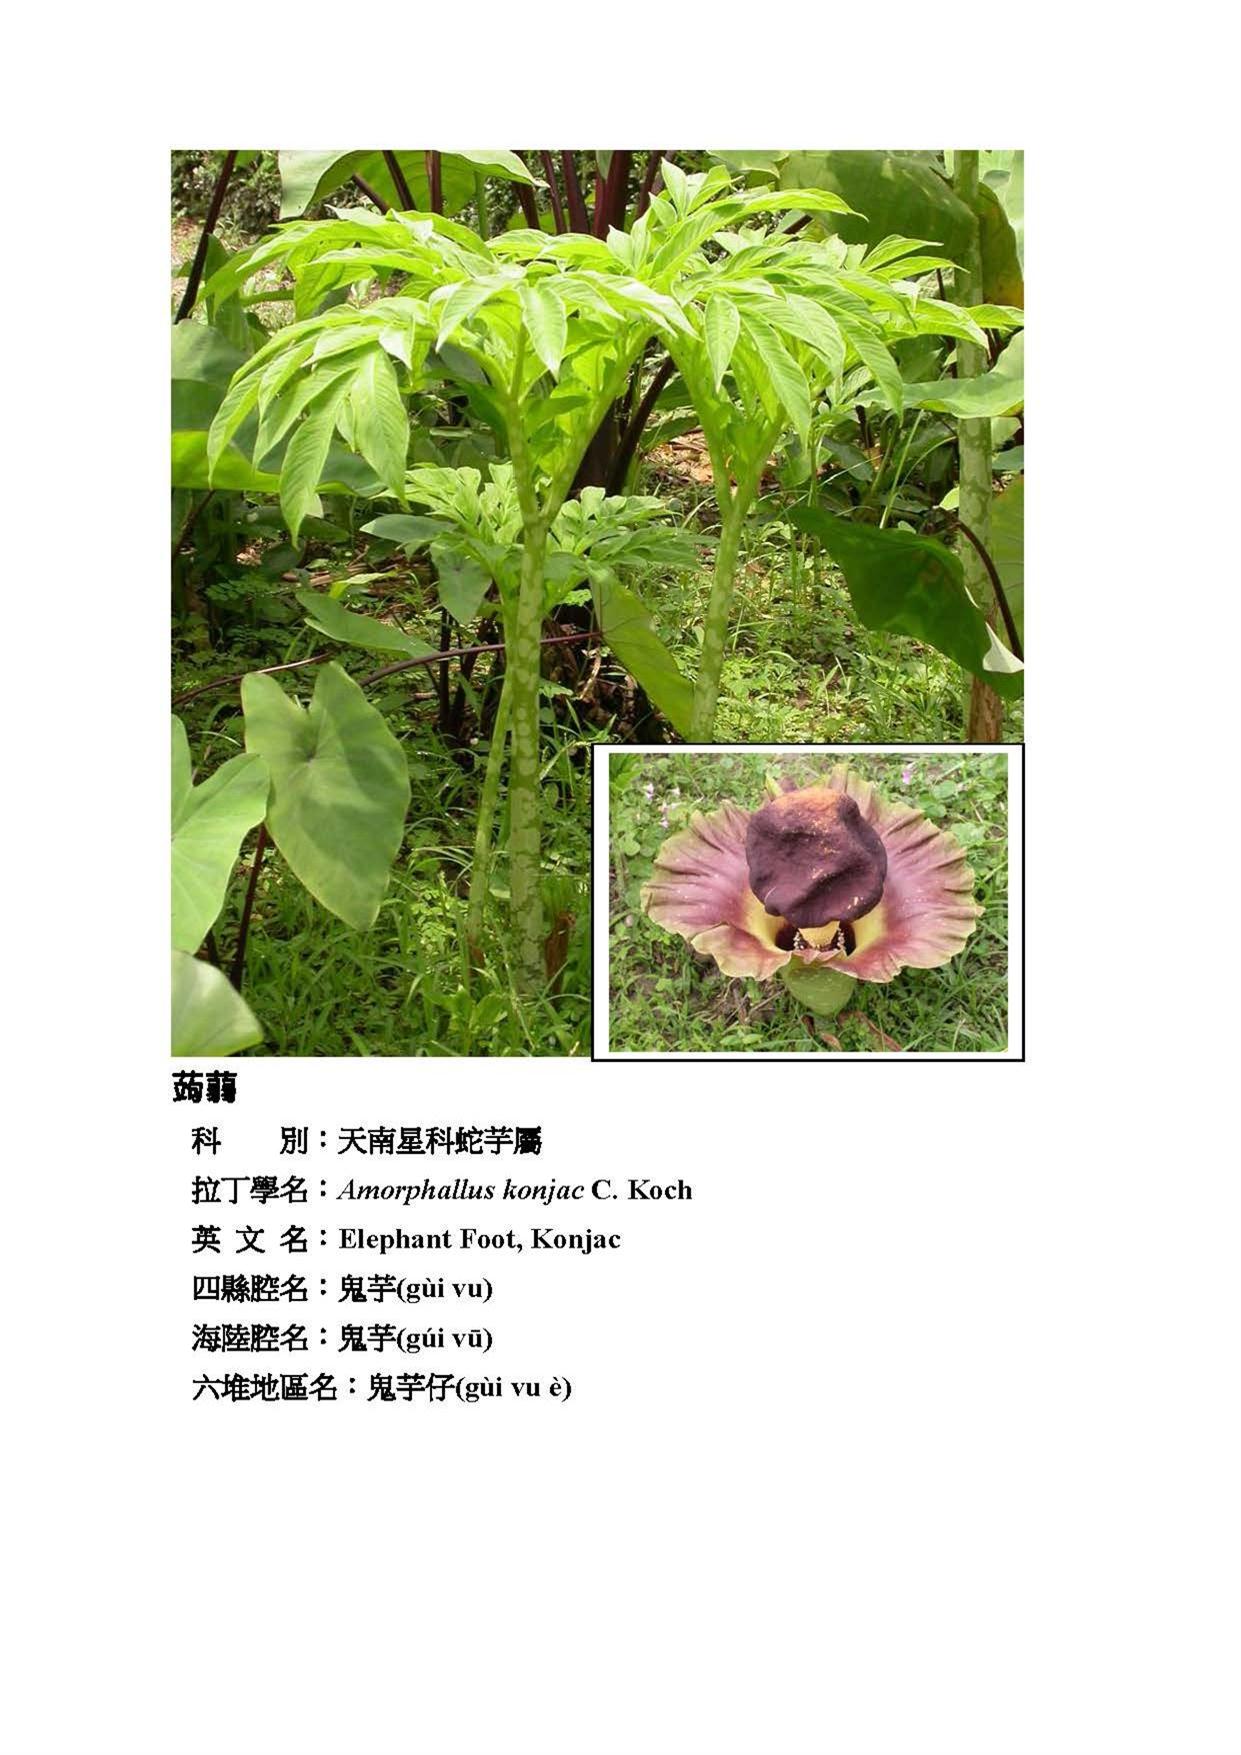 蒟蒻
科　　別：天南星科蛇芋屬
拉丁學名：Amorphallus konjac C. Koch
英 文 名：Elephant Foot, Konjac
四縣腔名：鬼芋(gùi vu)
海陸腔名：鬼芋(gúi vū)
六堆地區名：鬼芋仔(gùi vu è)